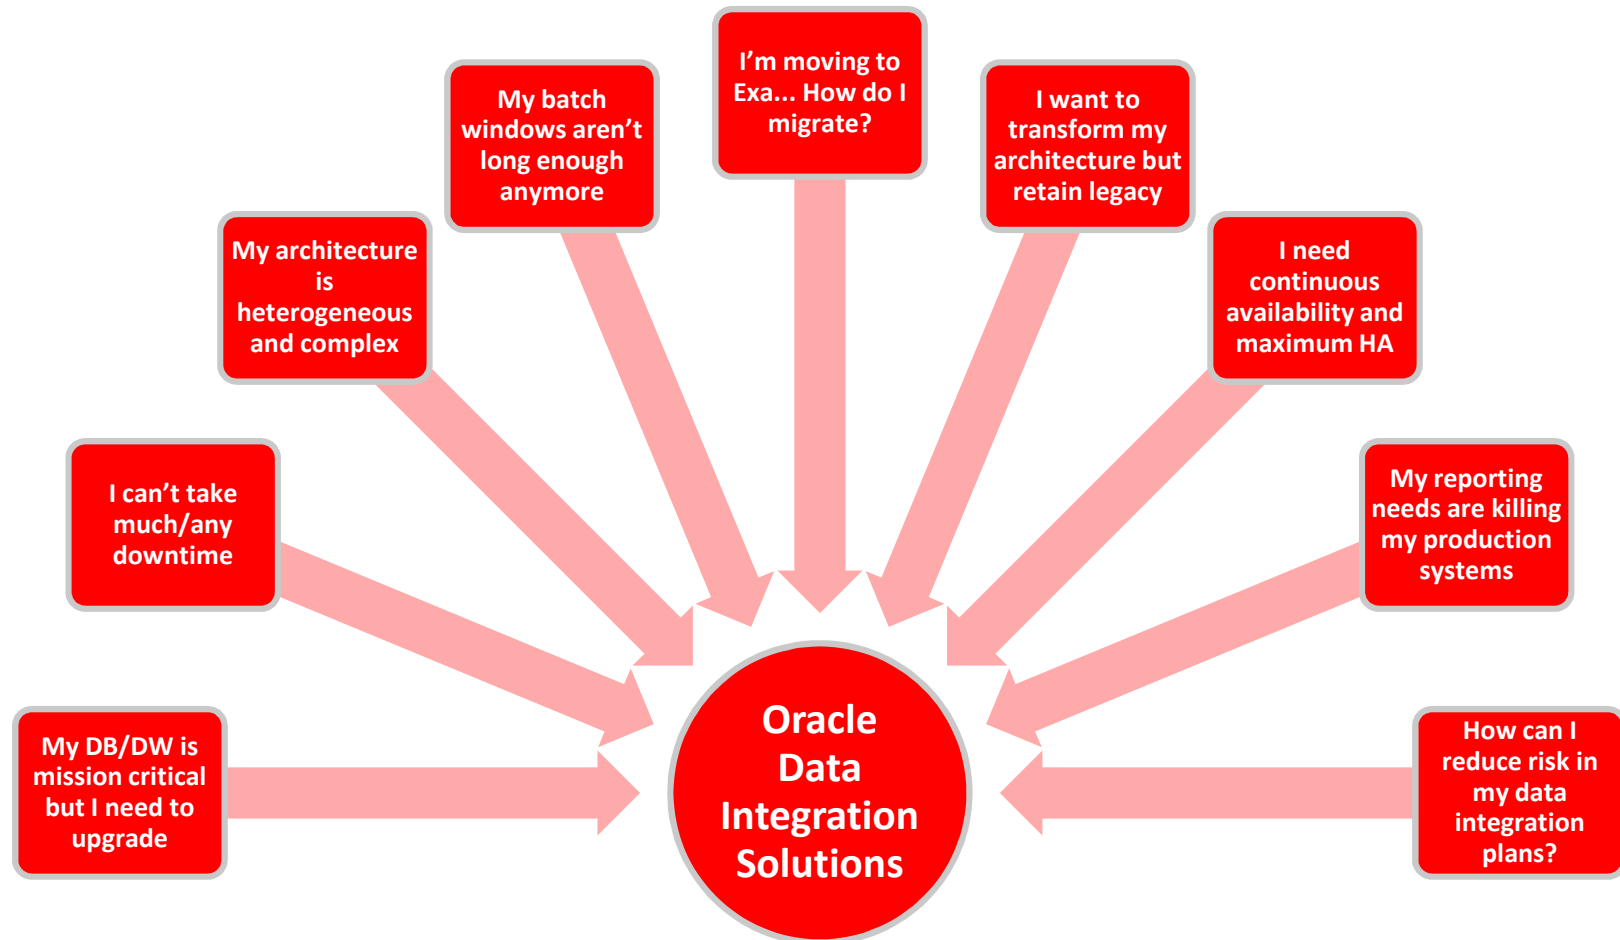 I’m moving to
Exa... How do I
migrate?
My batch
windows aren’t
long enough
anymore
I want to
transform my
architecture but
retain legacy
My architecture
is
heterogeneous
and complex
I need
continuous
availability and
maximum HA
I can’t take
much/any
downtime
My reporting
needs are killing
my production
systems
My DB/DW is
mission critical
but I need to
upgrade
Oracle
Data
Integration
Solutions
How can I
reduce risk in
my data
integration
plans?